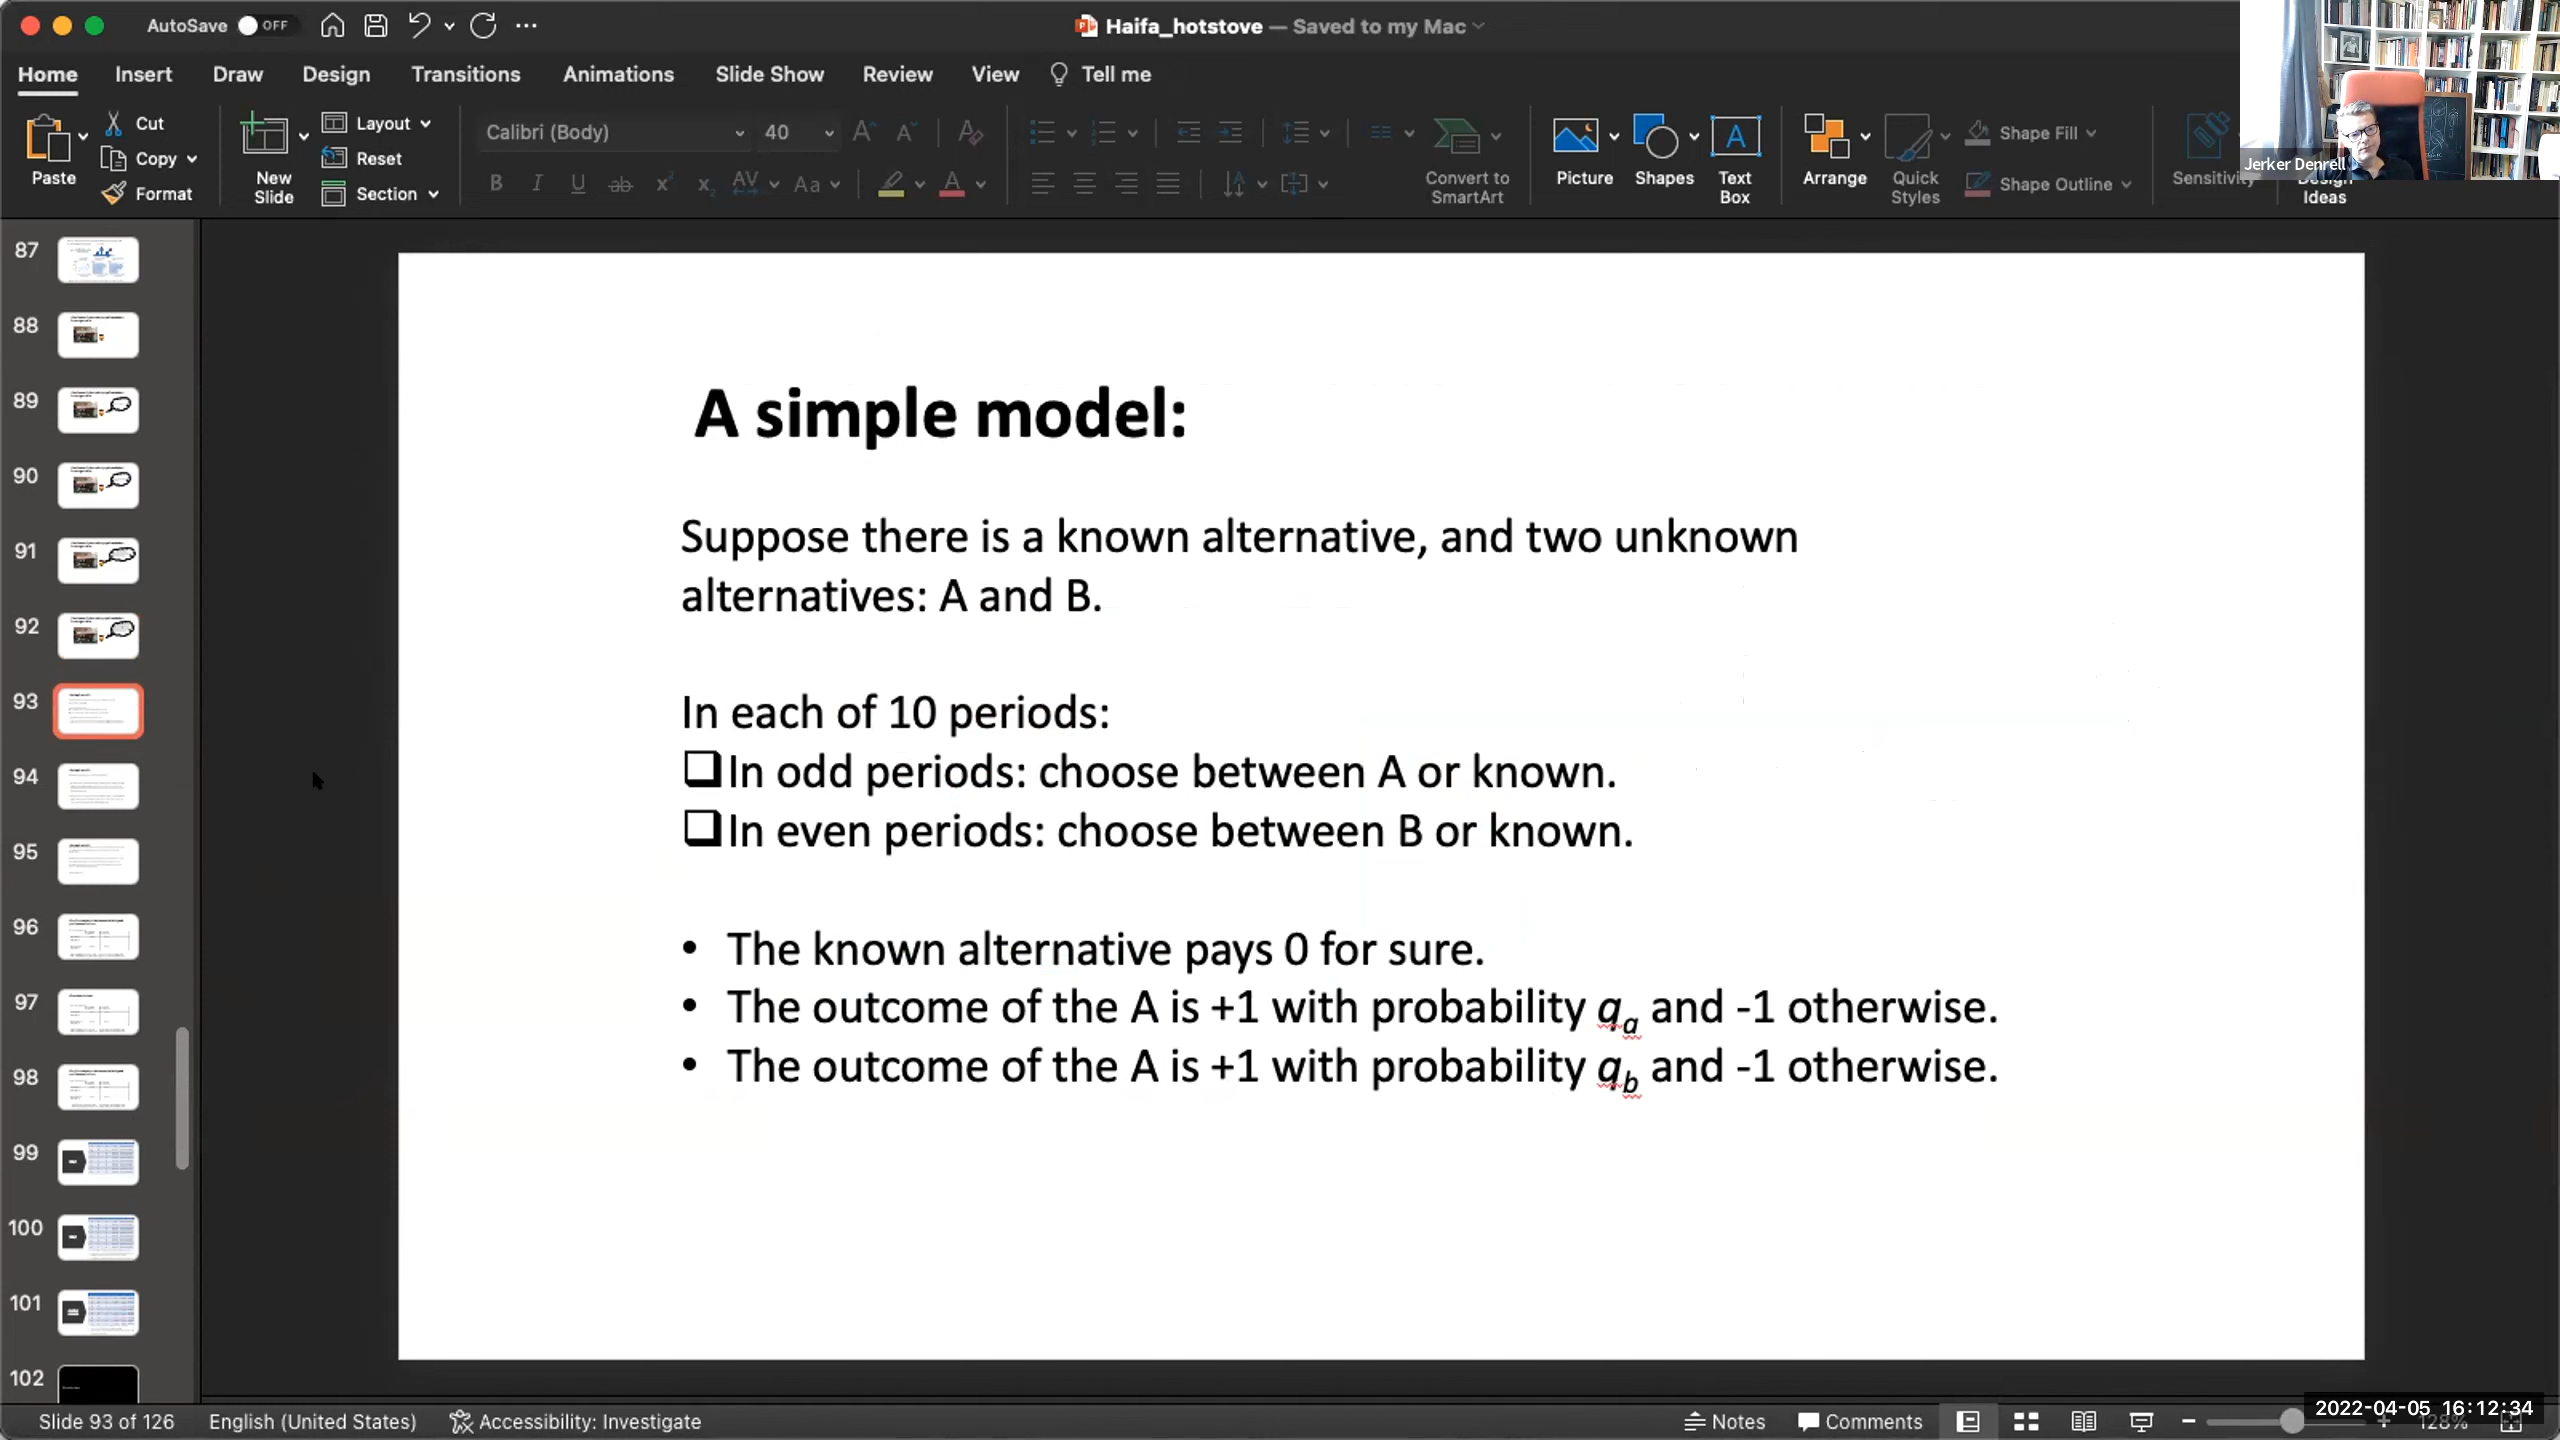 AutoSave OFF
Haifa_hotstove — Saved to my Mac
Home Insert Draw Design Transitions Animations Slide Show Review View Tell me
Paste
Cut
Copy
Format
New Slide
Layout
Reset
Section
Calibri (Body) 40
Convert to SmartArt
Picture
Shapes
Text Box
Arrange
Quick Styles
Shape Fill
Shape Outline
Sensitivity
Design Ideas
Jerker Denrell
87
88
89
90
91
92
93
94
95
96
97
98
99
100
101
102
A simple model:
Suppose there is a known alternative, and two unknown
alternatives: A and B.
In each of 10 periods:
❑In odd periods: choose between A or known.
❑In even periods: choose between B or known.
• The known alternative pays 0 for sure.
• The outcome of the A is +1 with probability qa and -1 otherwise.
• The outcome of the A is +1 with probability qb and -1 otherwise.
Slide 93 of 126 English (United States) Accessibility: Investigate
Notes Comments 128%
2022-04-05 16:12:34